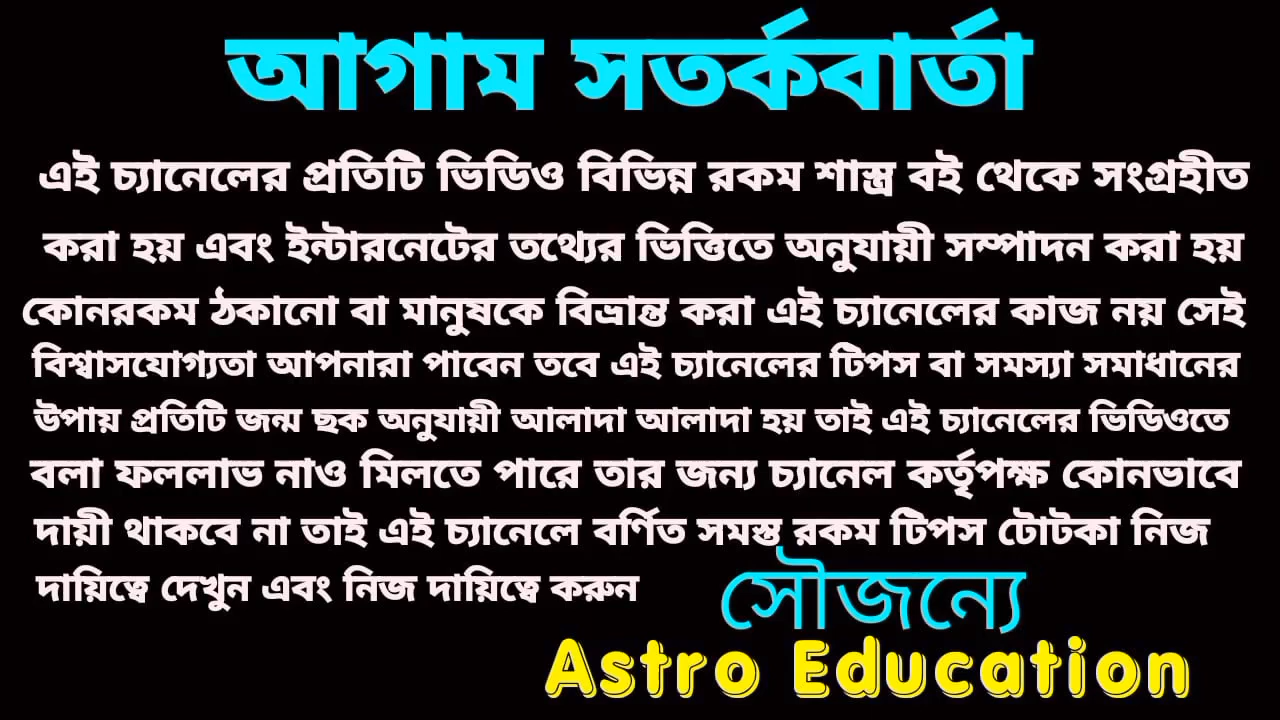 আগাম সতর্কবার্তা
এই চ্যানেলের প্রতিটি ভিডিও বিভিন্ন রকম শাস্ত্র বই থেকে সংগ্রহীত
করা হয় এবং ইন্টারনেটের তথ্যের ভিত্তিতে অনুযায়ী সম্পাদন করা হয়
কোনরকম ঠকানো বা মানুষকে বিভ্রান্ত করা এই চ্যানেলের কাজ নয় সেই
বিশ্বাসযোগ্যতা আপনারা পাবেন তবে এই চ্যানেলের টিপস বা সমস্যা সমাধানের
উপায় প্রতিটি জন্ম ছক অনুযায়ী আলাদা আলাদা হয় তাই এই চ্যানেলের ভিডিওতে
বলা ফললাভ নাও মিলতে পারে তার জন্য চ্যানেল কর্তৃপক্ষ কোনভাবে
দায়ী থাকবে না তাই এই চ্যানেলে বর্ণিত সমস্ত রকম টিপস টোটকা নিজ
দায়িত্বে দেখুন এবং নিজ দায়িত্বে করুন
সৌজন্যে
Astro Education